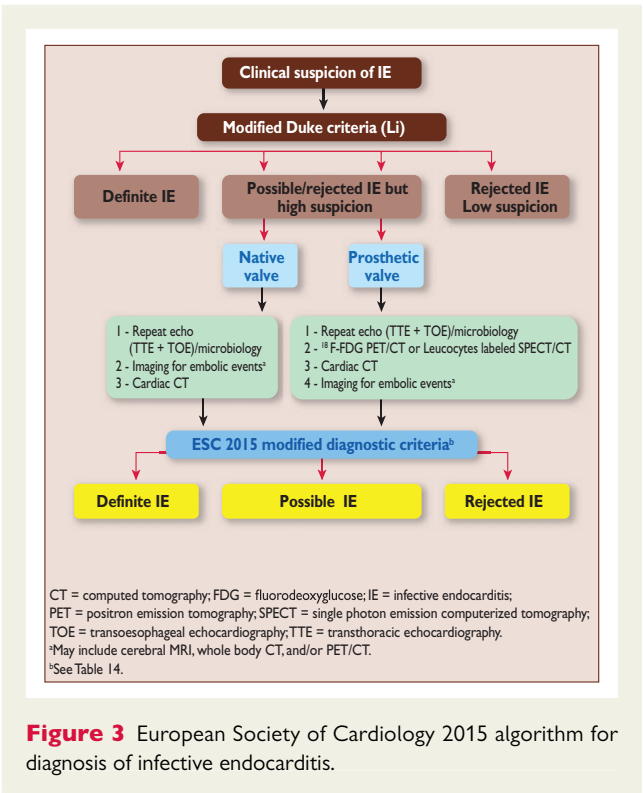 Clinical suspicion of IE
Modified Duke criteria (Li)
Definite IE
Possible/rejected IE but
high suspicion
Rejected IE
Low suspicion
Native
valve
Prosthetic
valve
1 - Repeat echo
(TTE + TOE)/microbiology
2 - Imaging for embolic eventsᵃ
3 - Cardiac CT
1 - Repeat echo (TTE + TOE)/microbiology
2 - ¹⁸F-FDG PET/CT or Leucocytes labeled SPECT/CT
3 - Cardiac CT
4 - Imaging for embolic eventsᵃ
ESC 2015 modified diagnostic criteriaᵇ
Definite IE
Possible IE
Rejected IE
CT = computed tomography; FDG = fluorodeoxyglucose; IE = infective endocarditis;
PET = positron emission tomography; SPECT = single photon emission computerized tomography;
TOE = transoesophageal echocardiography; TTE = transthoracic echocardiography.
ᵃMay include cerebral MRI, whole body CT, and/or PET/CT.
ᵇSee Table 14.
Figure 3 European Society of Cardiology 2015 algorithm for
diagnosis of infective endocarditis.